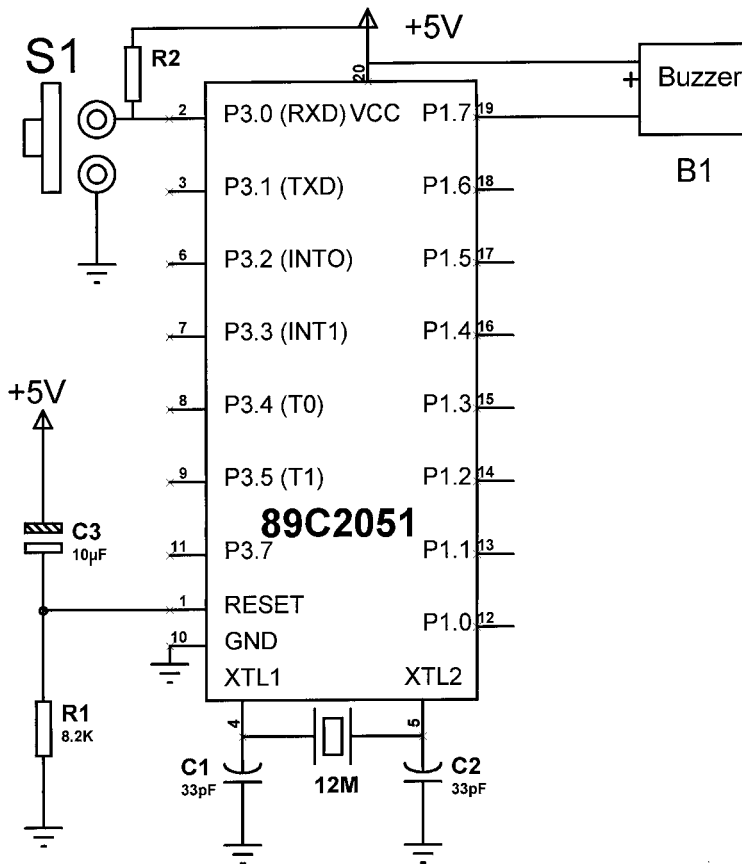 +5V
S1
R2
20
+
Buzzer
B1
2
P3.0 (RXD)
VCC
P1.7
19
3
P3.1 (TXD)
P1.6
18
6
P3.2 (INTO)
P1.5
17
7
P3.3 (INT1)
P1.4
16
+5V
8
P3.4 (T0)
P1.3
15
9
P3.5 (T1)
P1.2
14
89C2051
C3
10µF
11
P3.7
P1.1
13
1
RESET
P1.0
12
10
GND
XTL1
XTL2
R1
8.2K
4
5
C1
33pF
12M
C2
33pF